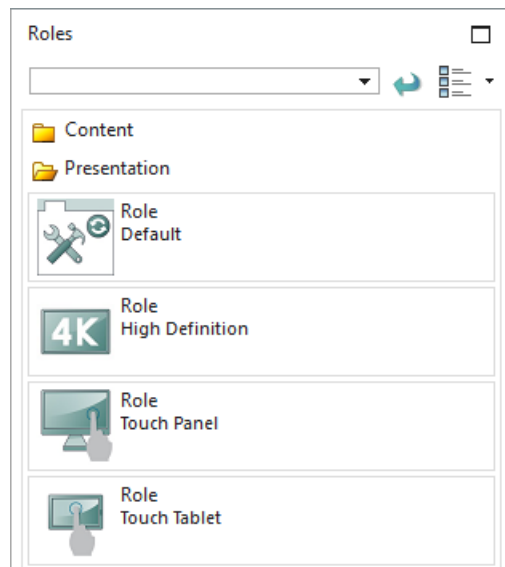 Roles
Content
Presentation
Role
Default
4K
Role
High Definition
Role
Touch Panel
Role
Touch Tablet